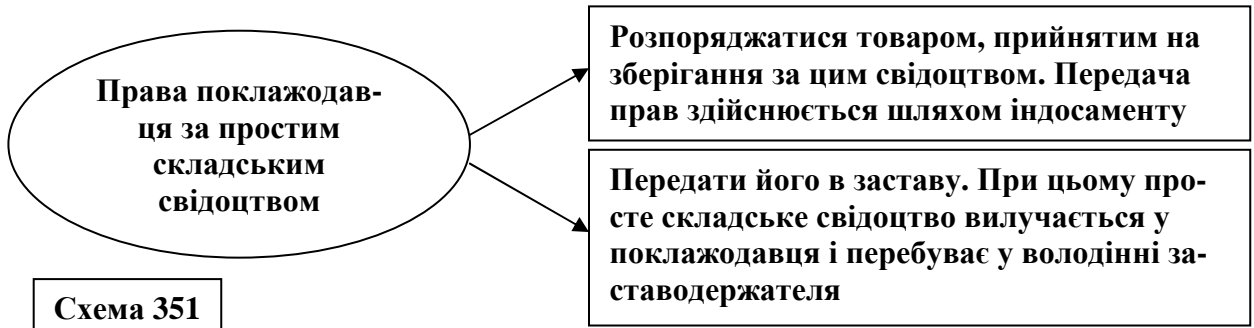 Права поклажодав-
ця за простим
складським
свідоцтвом
Розпоряджатися товаром, прийнятим на
зберігання за цим свідоцтвом. Передача
прав здійснюється шляхом індосаменту
Передати його в заставу. При цьому про-
сте складське свідоцтво вилучається у
поклажодавця і перебуває у володінні за-
ставодержателя
Схема 351